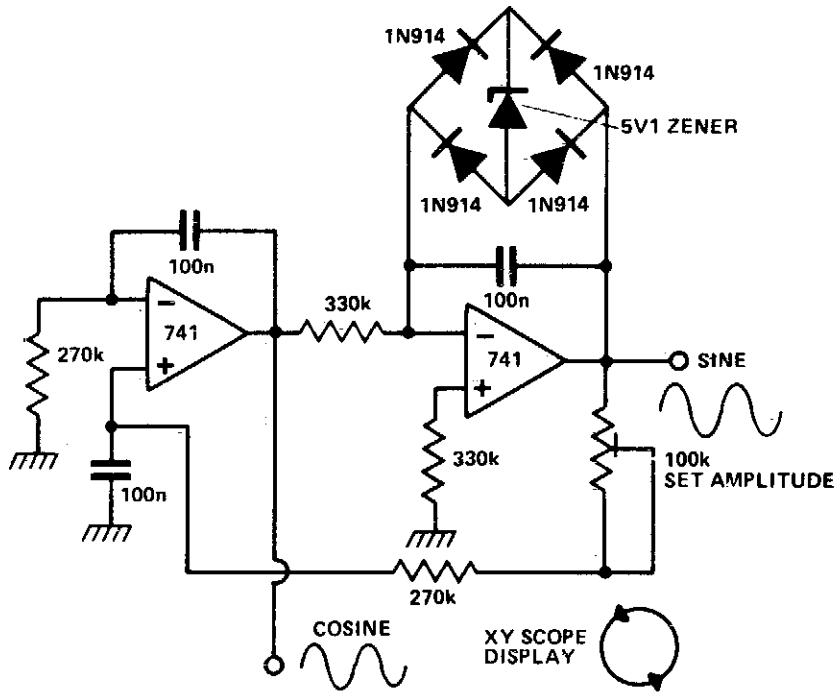 1N914
1N914
5V1 ZENER
1N914
1N914
100n
100n
330k
−
741
+
−
741
+
270k
SINE
100n
330k
100k
SET AMPLITUDE
270k
COSINE
XY SCOPE
DISPLAY